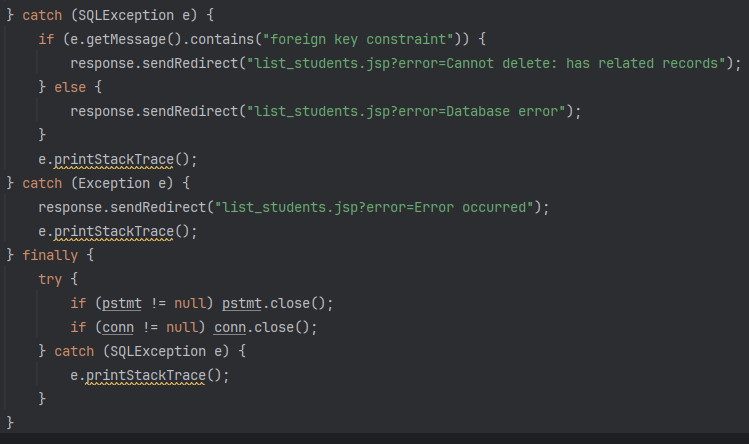 } catch (SQLException e) {
    if (e.getMessage().contains("foreign key constraint")) {
        response.sendRedirect("list_students.jsp?error=Cannot delete: has related records");
    } else {
        response.sendRedirect("list_students.jsp?error=Database error");
    }
    e.printStackTrace();
} catch (Exception e) {
    response.sendRedirect("list_students.jsp?error=Error occurred");
    e.printStackTrace();
} finally {
    try {
        if (pstmt != null) pstmt.close();
        if (conn != null) conn.close();
    } catch (SQLException e) {
        e.printStackTrace();
    }
}